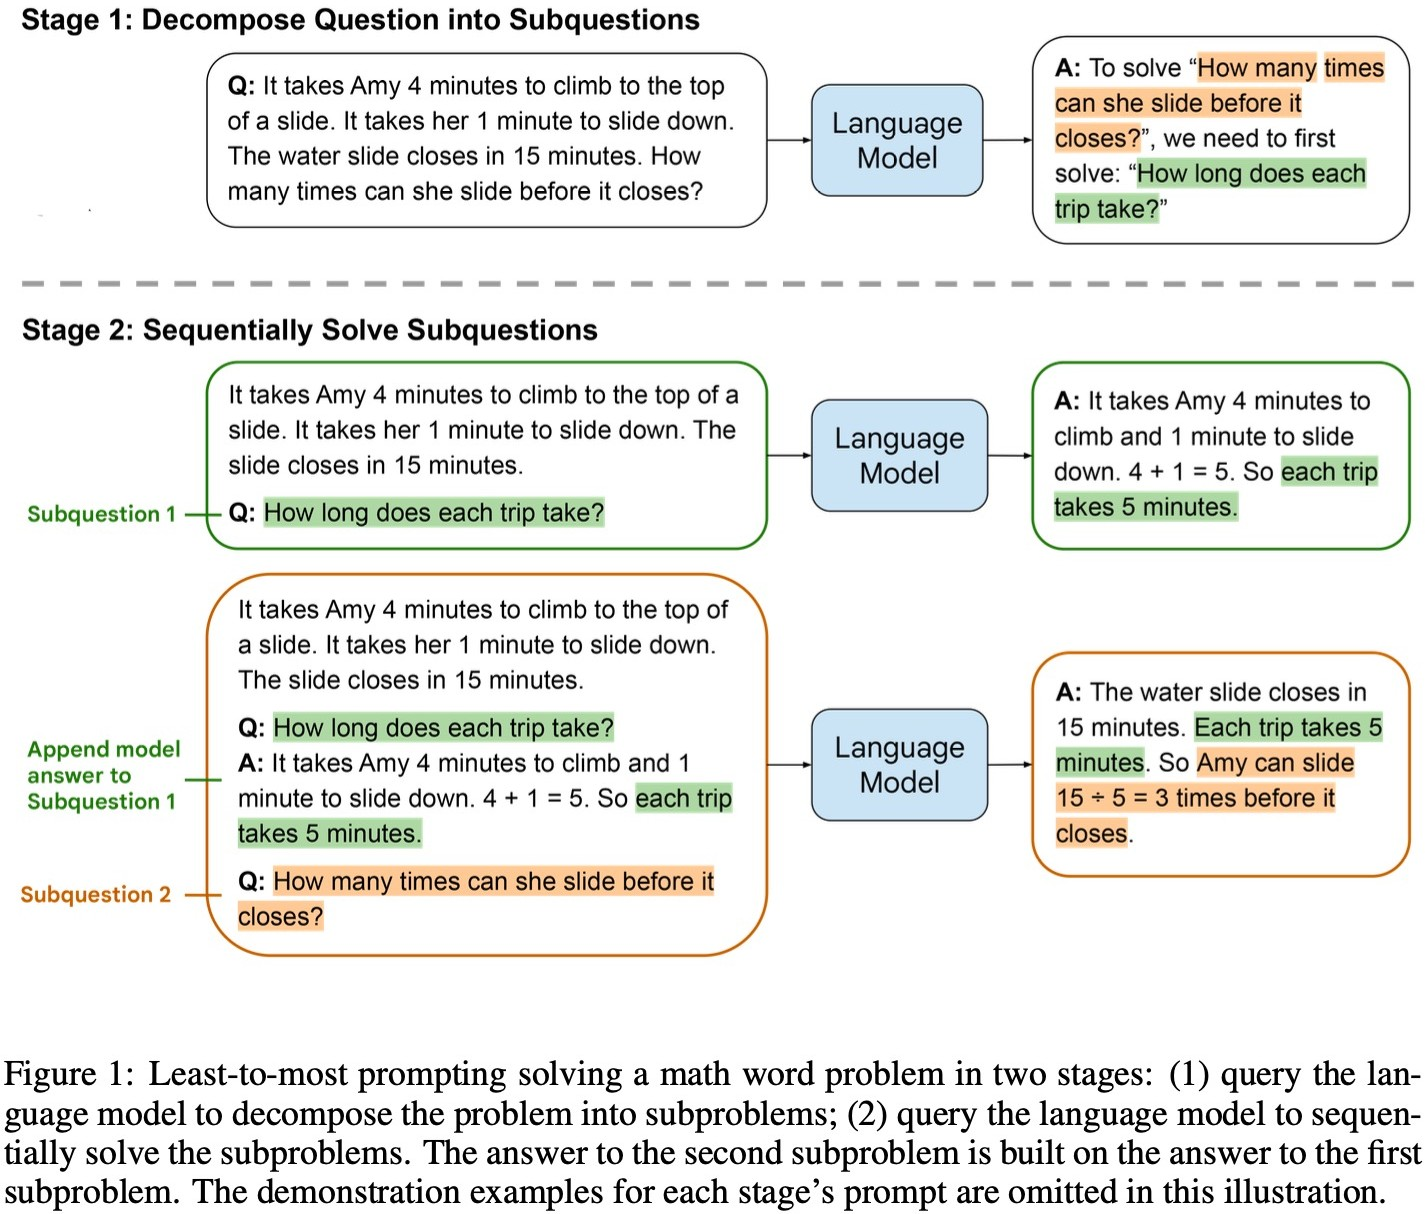 Stage 1: Decompose Question into Subquestions
Q: It takes Amy 4 minutes to climb to the top
of a slide. It takes her 1 minute to slide down.
The water slide closes in 15 minutes. How
many times can she slide before it closes?
Language
Model
A: To solve “How many times
can she slide before it
closes?”, we need to first
solve: “How long does each
trip take?”
Stage 2: Sequentially Solve Subquestions
It takes Amy 4 minutes to climb to the top of a
slide. It takes her 1 minute to slide down. The
slide closes in 15 minutes.
Subquestion 1
Q: How long does each trip take?
Language
Model
A: It takes Amy 4 minutes to
climb and 1 minute to slide
down. 4 + 1 = 5. So each trip
takes 5 minutes.
It takes Amy 4 minutes to climb to the top of
a slide. It takes her 1 minute to slide down.
The slide closes in 15 minutes.
Append model
answer to
Subquestion 1
Q: How long does each trip take?
A: It takes Amy 4 minutes to climb and 1
minute to slide down. 4 + 1 = 5. So each trip
takes 5 minutes.
Subquestion 2
Q: How many times can she slide before it
closes?
Language
Model
A: The water slide closes in
15 minutes. Each trip takes 5
minutes. So Amy can slide
15 ÷ 5 = 3 times before it
closes.
Figure 1: Least-to-most prompting solving a math word problem in two stages: (1) query the lan-
guage model to decompose the problem into subproblems; (2) query the language model to sequen-
tially solve the subproblems. The answer to the second subproblem is built on the answer to the first
subproblem. The demonstration examples for each stage’s prompt are omitted in this illustration.